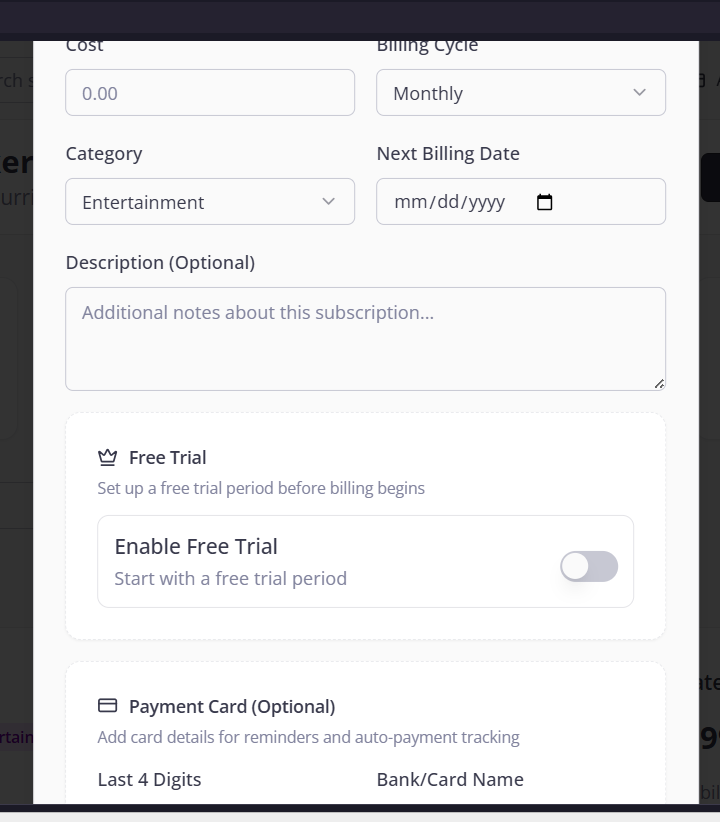 Cost
Billing Cycle
0.00
Monthly
Category
Next Billing Date
Entertainment
mm/dd/yyyy
Description (Optional)
Additional notes about this subscription...
Free Trial
Set up a free trial period before billing begins
Enable Free Trial
Start with a free trial period
Payment Card (Optional)
Add card details for reminders and auto-payment tracking
Last 4 Digits
Bank/Card Name